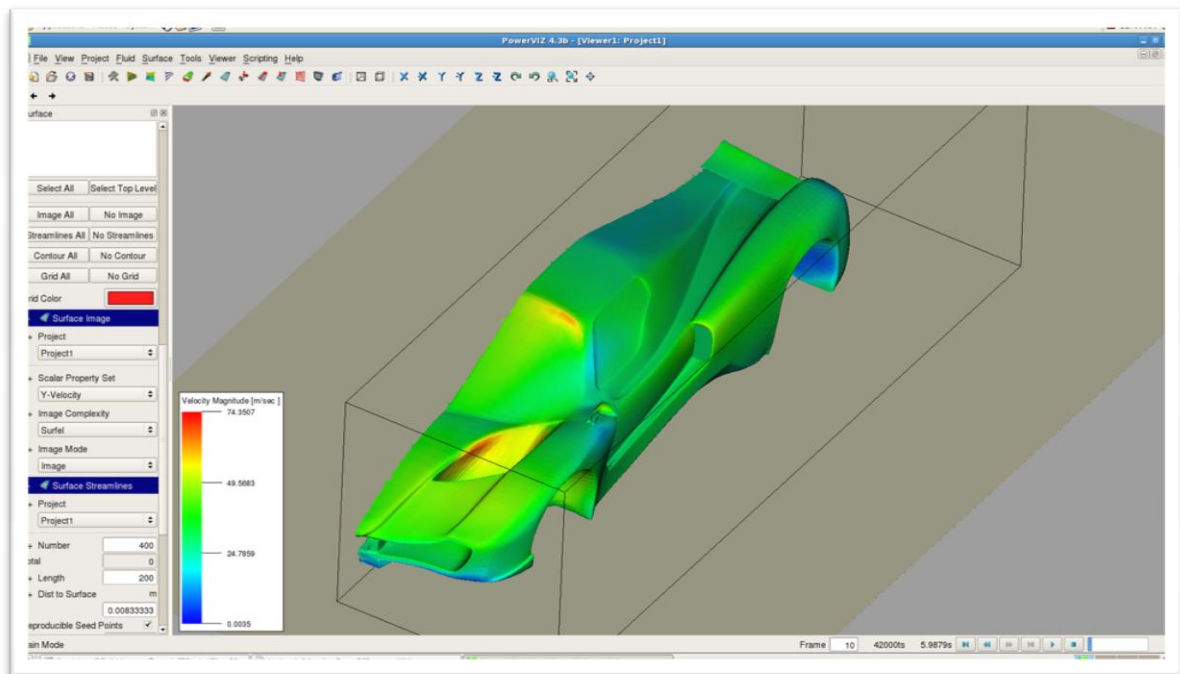 PowerVIZ 4.3b - [Viewer1: Project1]
File View Project Fluid Surface Tools Viewer Scripting Help
urface
Select All Select Top Level
Image All No Image
Streamlines All No Streamlines
Contour All No Contour
Grid All No Grid
rid Color
Surface Image
Project
Project1
Scalar Property Set
Y-Velocity
Image Complexity
Surfel
Image Mode
Image
Surface Streamlines
Project
Project1
Number 400
otal 0
Length 200
Dist to Surface m
0.00833333
eproducible Seed Points
Velocity Magnitude [m/sec ]
74.3507
49.5683
24.7859
0.0035
ain Mode
Frame 10 42000ts 5.9879s